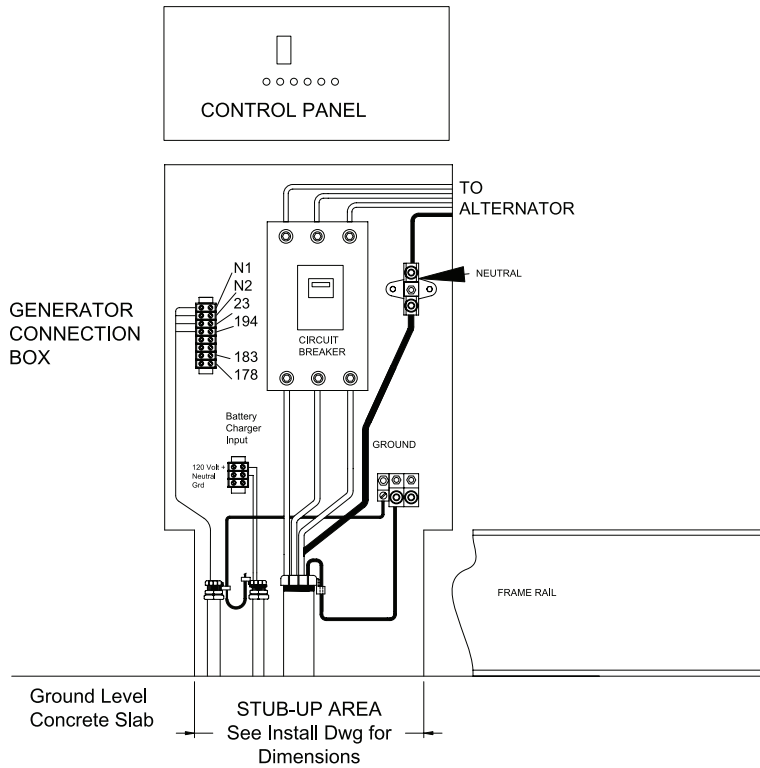 CONTROL PANEL
TO
ALTERNATOR
N1
N2
23
194
183
178
NEUTRAL
GENERATOR
CONNECTION
BOX
CIRCUIT
BREAKER
Battery
Charger
Input
GROUND
120 Volt +
Neutral
Grd
FRAME RAIL
Ground Level
Concrete Slab
STUB-UP AREA
See Install Dwg for
Dimensions